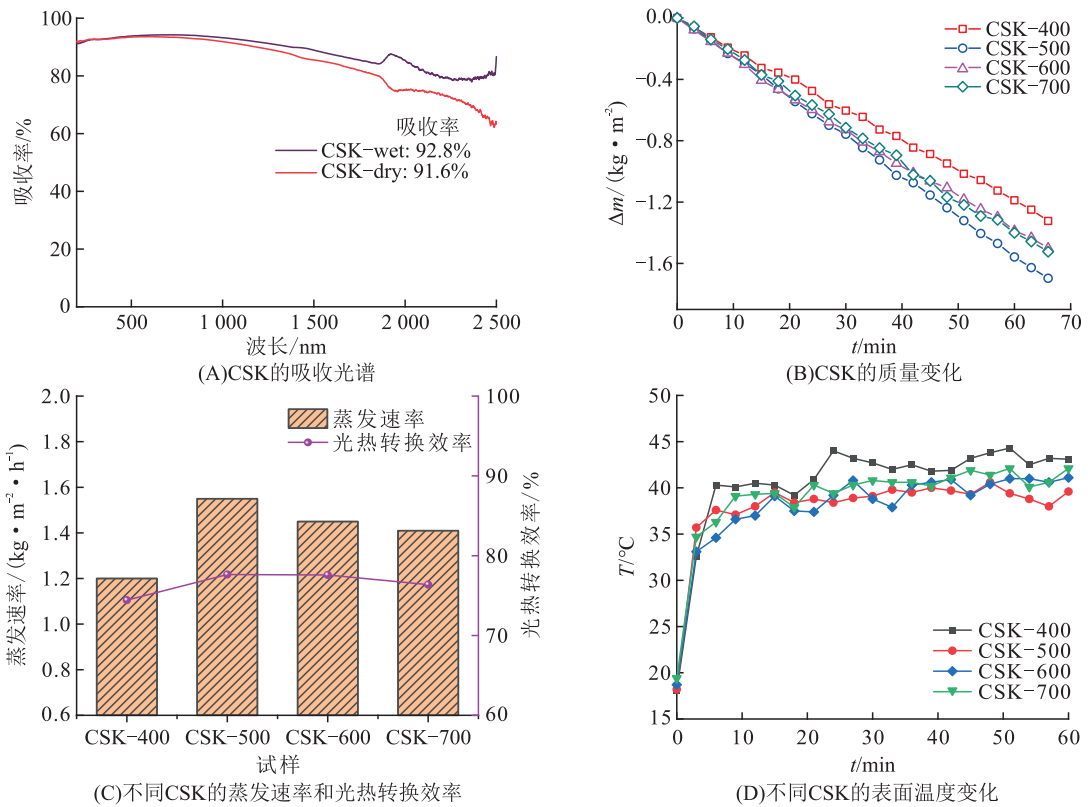 100
80
60
40
20
0
吸收率/%
吸收率
CSK-wet: 92.8%
CSK-dry: 91.6%
500
1 000
1 500
2 000
2 500
波长/nm
(A)CSK的吸收光谱
0.0
-0.4
-0.8
-1.2
-1.6
Δm/(kg·m⁻²)
CSK-400
CSK-500
CSK-600
CSK-700
0
10
20
30
40
50
60
70
t/min
(B)CSK的质量变化
2.0
1.8
1.6
1.4
1.2
1.0
0.8
0.6
蒸发速率/(kg·m⁻²·h⁻¹)
蒸发速率
光热转换效率
100
90
80
70
60
光热转换效率/%
CSK-400
CSK-500
CSK-600
CSK-700
试样
(C)不同CSK的蒸发速率和光热转换效率
50
45
40
35
30
25
20
15
T/℃
CSK-400
CSK-500
CSK-600
CSK-700
0
10
20
30
40
50
60
t/min
(D)不同CSK的表面温度变化